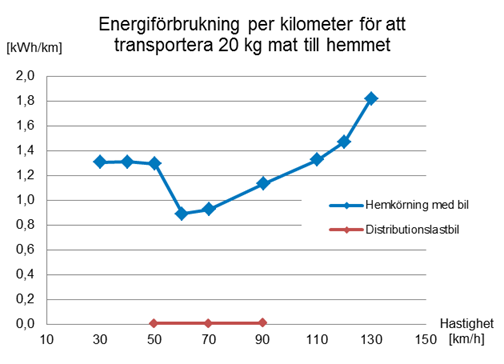 Energiförbrukning per kilometer för att
transportera 20 kg mat till hemmet
[kWh/km]
2,0
1,8
1,6
1,4
1,2
1,0
0,8
0,6
0,4
0,2
0,0
Hemkörning med bil
Distributionslastbil
10 30 50 70 90 110 130 150
Hastighet
[km/h]